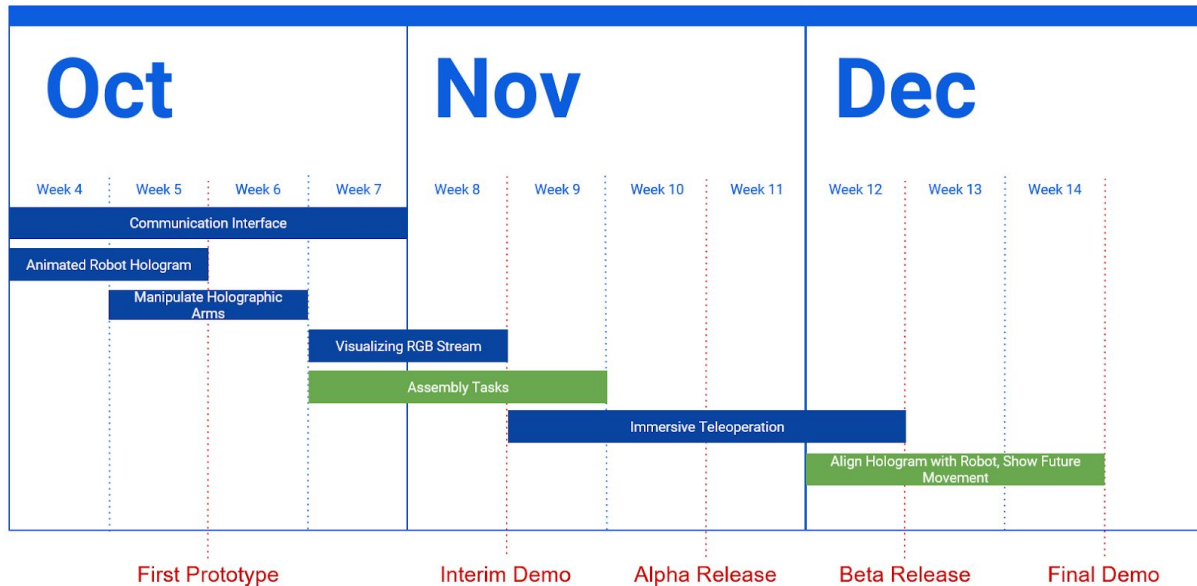 Oct
Nov
Dec
Week 4
Week 5
Week 6
Week 7
Week 8
Week 9
Week 10
Week 11
Week 12
Week 13
Week 14
Communication Interface
Animated Robot Hologram
Manipulate Holographic
Arms
Visualizing RGB Stream
Assembly Tasks
Immersive Teleoperation
Align Hologram with Robot, Show Future
Movement
First Prototype
Interim Demo
Alpha Release
Beta Release
Final Demo